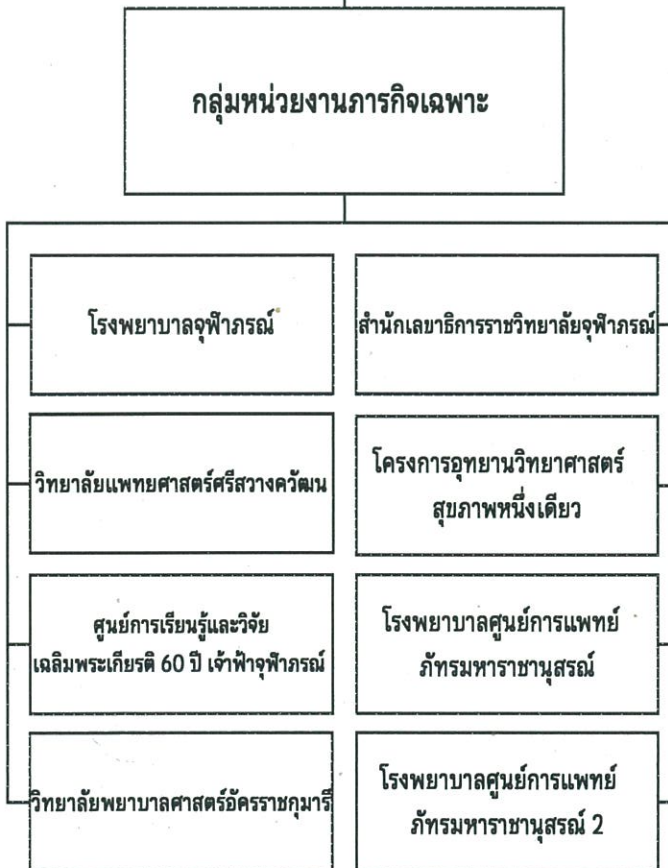 กลุ่มหน่วยงานภารกิจเฉพาะ
โรงพยาบาลจุฬาภรณ์
สำนักเลขาธิการราชวิทยาลัยจุฬาภรณ์
วิทยาลัยแพทยศาสตร์ศรีสวางควัฒน
โครงการอุทยานวิทยาศาสตร์
สุขภาพหนึ่งเดียว
ศูนย์การเรียนรู้และวิจัย
เฉลิมพระเกียรติ 60 ปี เจ้าฟ้าจุฬาภรณ์
โรงพยาบาลศูนย์การแพทย์
ภัทรมหาราชานุสรณ์
วิทยาลัยพยาบาลศาสตร์อัครราชกุมารี
โรงพยาบาลศูนย์การแพทย์
ภัทรมหาราชานุสรณ์ 2